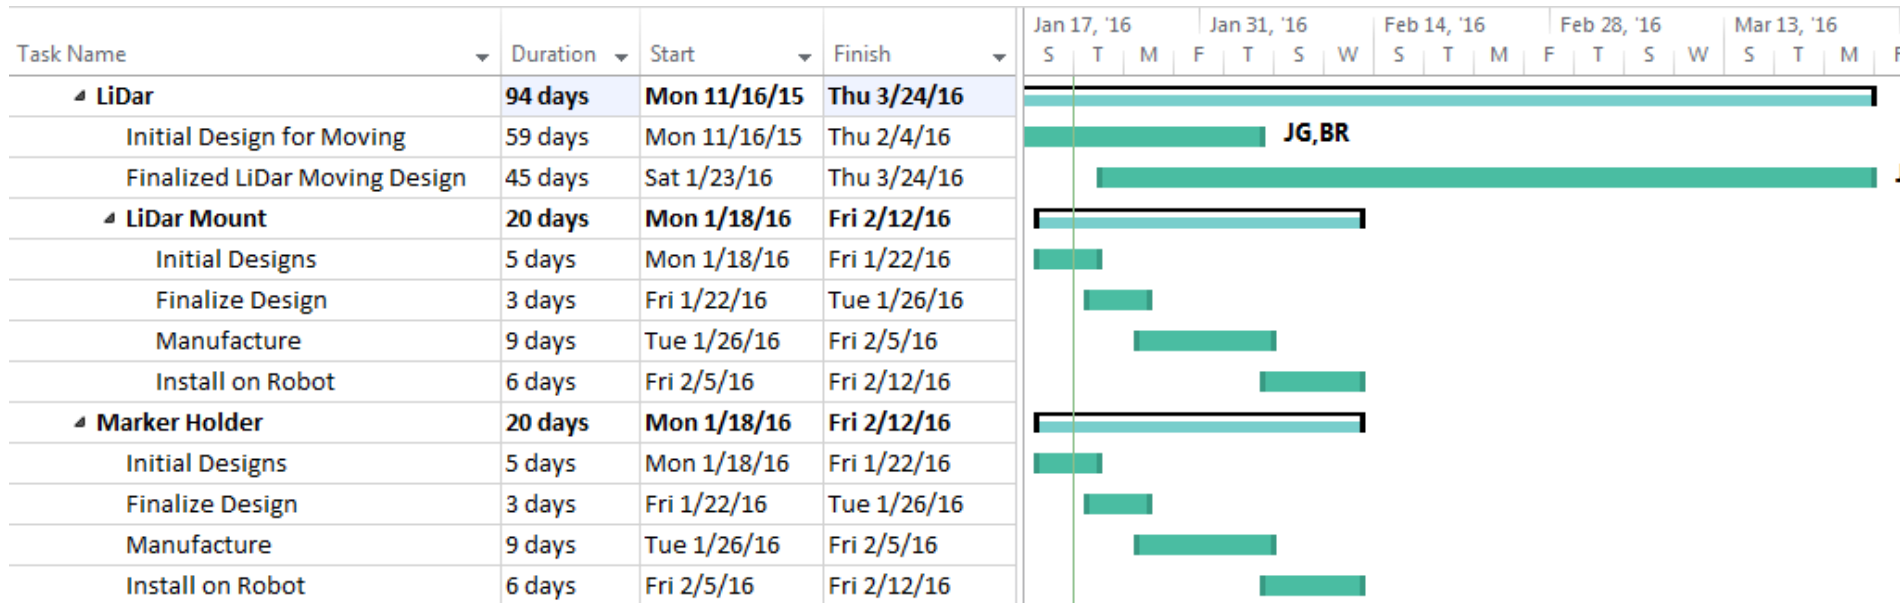 Jan 17, '16 Jan 31, '16 Feb 14, '16 Feb 28, '16 Mar 13, '16
Task Name Duration Start Finish S T M F T S W S T M F T S W S T M F
LiDar 94 days Mon 11/16/15 Thu 3/24/16
Initial Design for Moving 59 days Mon 11/16/15 Thu 2/4/16 JG,BR
Finalized LiDar Moving Design 45 days Sat 1/23/16 Thu 3/24/16
LiDar Mount 20 days Mon 1/18/16 Fri 2/12/16
Initial Designs 5 days Mon 1/18/16 Fri 1/22/16
Finalize Design 3 days Fri 1/22/16 Tue 1/26/16
Manufacture 9 days Tue 1/26/16 Fri 2/5/16
Install on Robot 6 days Fri 2/5/16 Fri 2/12/16
Marker Holder 20 days Mon 1/18/16 Fri 2/12/16
Initial Designs 5 days Mon 1/18/16 Fri 1/22/16
Finalize Design 3 days Fri 1/22/16 Tue 1/26/16
Manufacture 9 days Tue 1/26/16 Fri 2/5/16
Install on Robot 6 days Fri 2/5/16 Fri 2/12/16